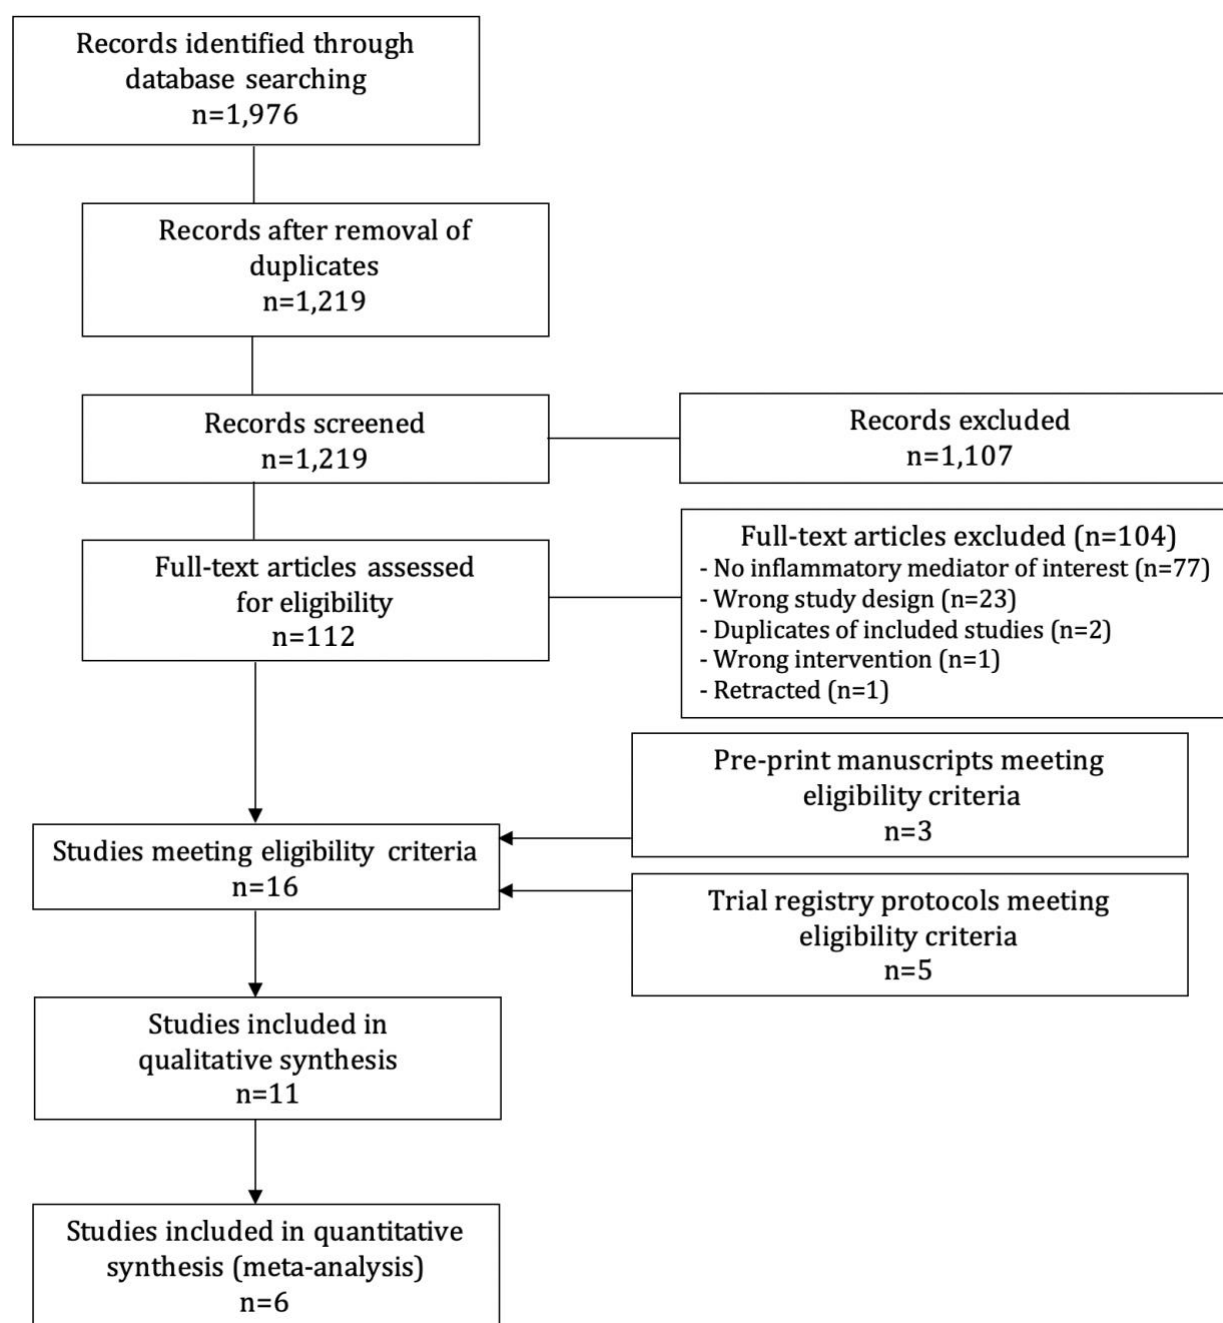 Records identified through
database searching
n=1,976
Records after removal of
duplicates
n=1,219
Records screened
n=1,219
Records excluded
n=1,107
Full-text articles assessed
for eligibility
n=112
Full-text articles excluded (n=104)
- No inflammatory mediator of interest (n=77)
- Wrong study design (n=23)
- Duplicates of included studies (n=2)
- Wrong intervention (n=1)
- Retracted (n=1)
Pre-print manuscripts meeting
eligibility criteria
n=3
Studies meeting eligibility criteria
n=16
Trial registry protocols meeting
eligibility criteria
n=5
Studies included in
qualitative synthesis
n=11
Studies included in quantitative
synthesis (meta-analysis)
n=6